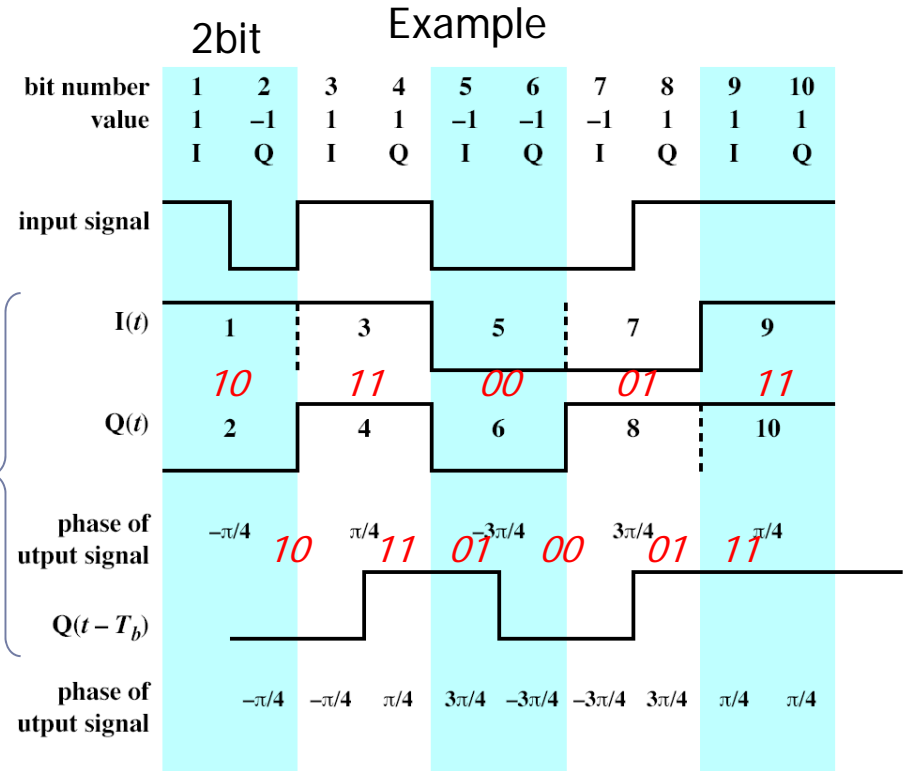 Example
2bit
bit number 1 2 3 4 5 6 7 8 9 10
value 1 –1 1 1 –1 –1 –1 1 1 1
I Q I Q I Q I Q I Q
input signal
I(t) 1 3 5 7 9
10 11 00 01 11
Q(t) 2 4 6 8 10
phase of
utput signal
–π/4 π/4 –3π/4 3π/4 π/4
10 11 01 00 01 11
Q(t – Tb)
phase of
utput signal
–π/4 –π/4 π/4 3π/4 –3π/4 –3π/4 3π/4 π/4 π/4